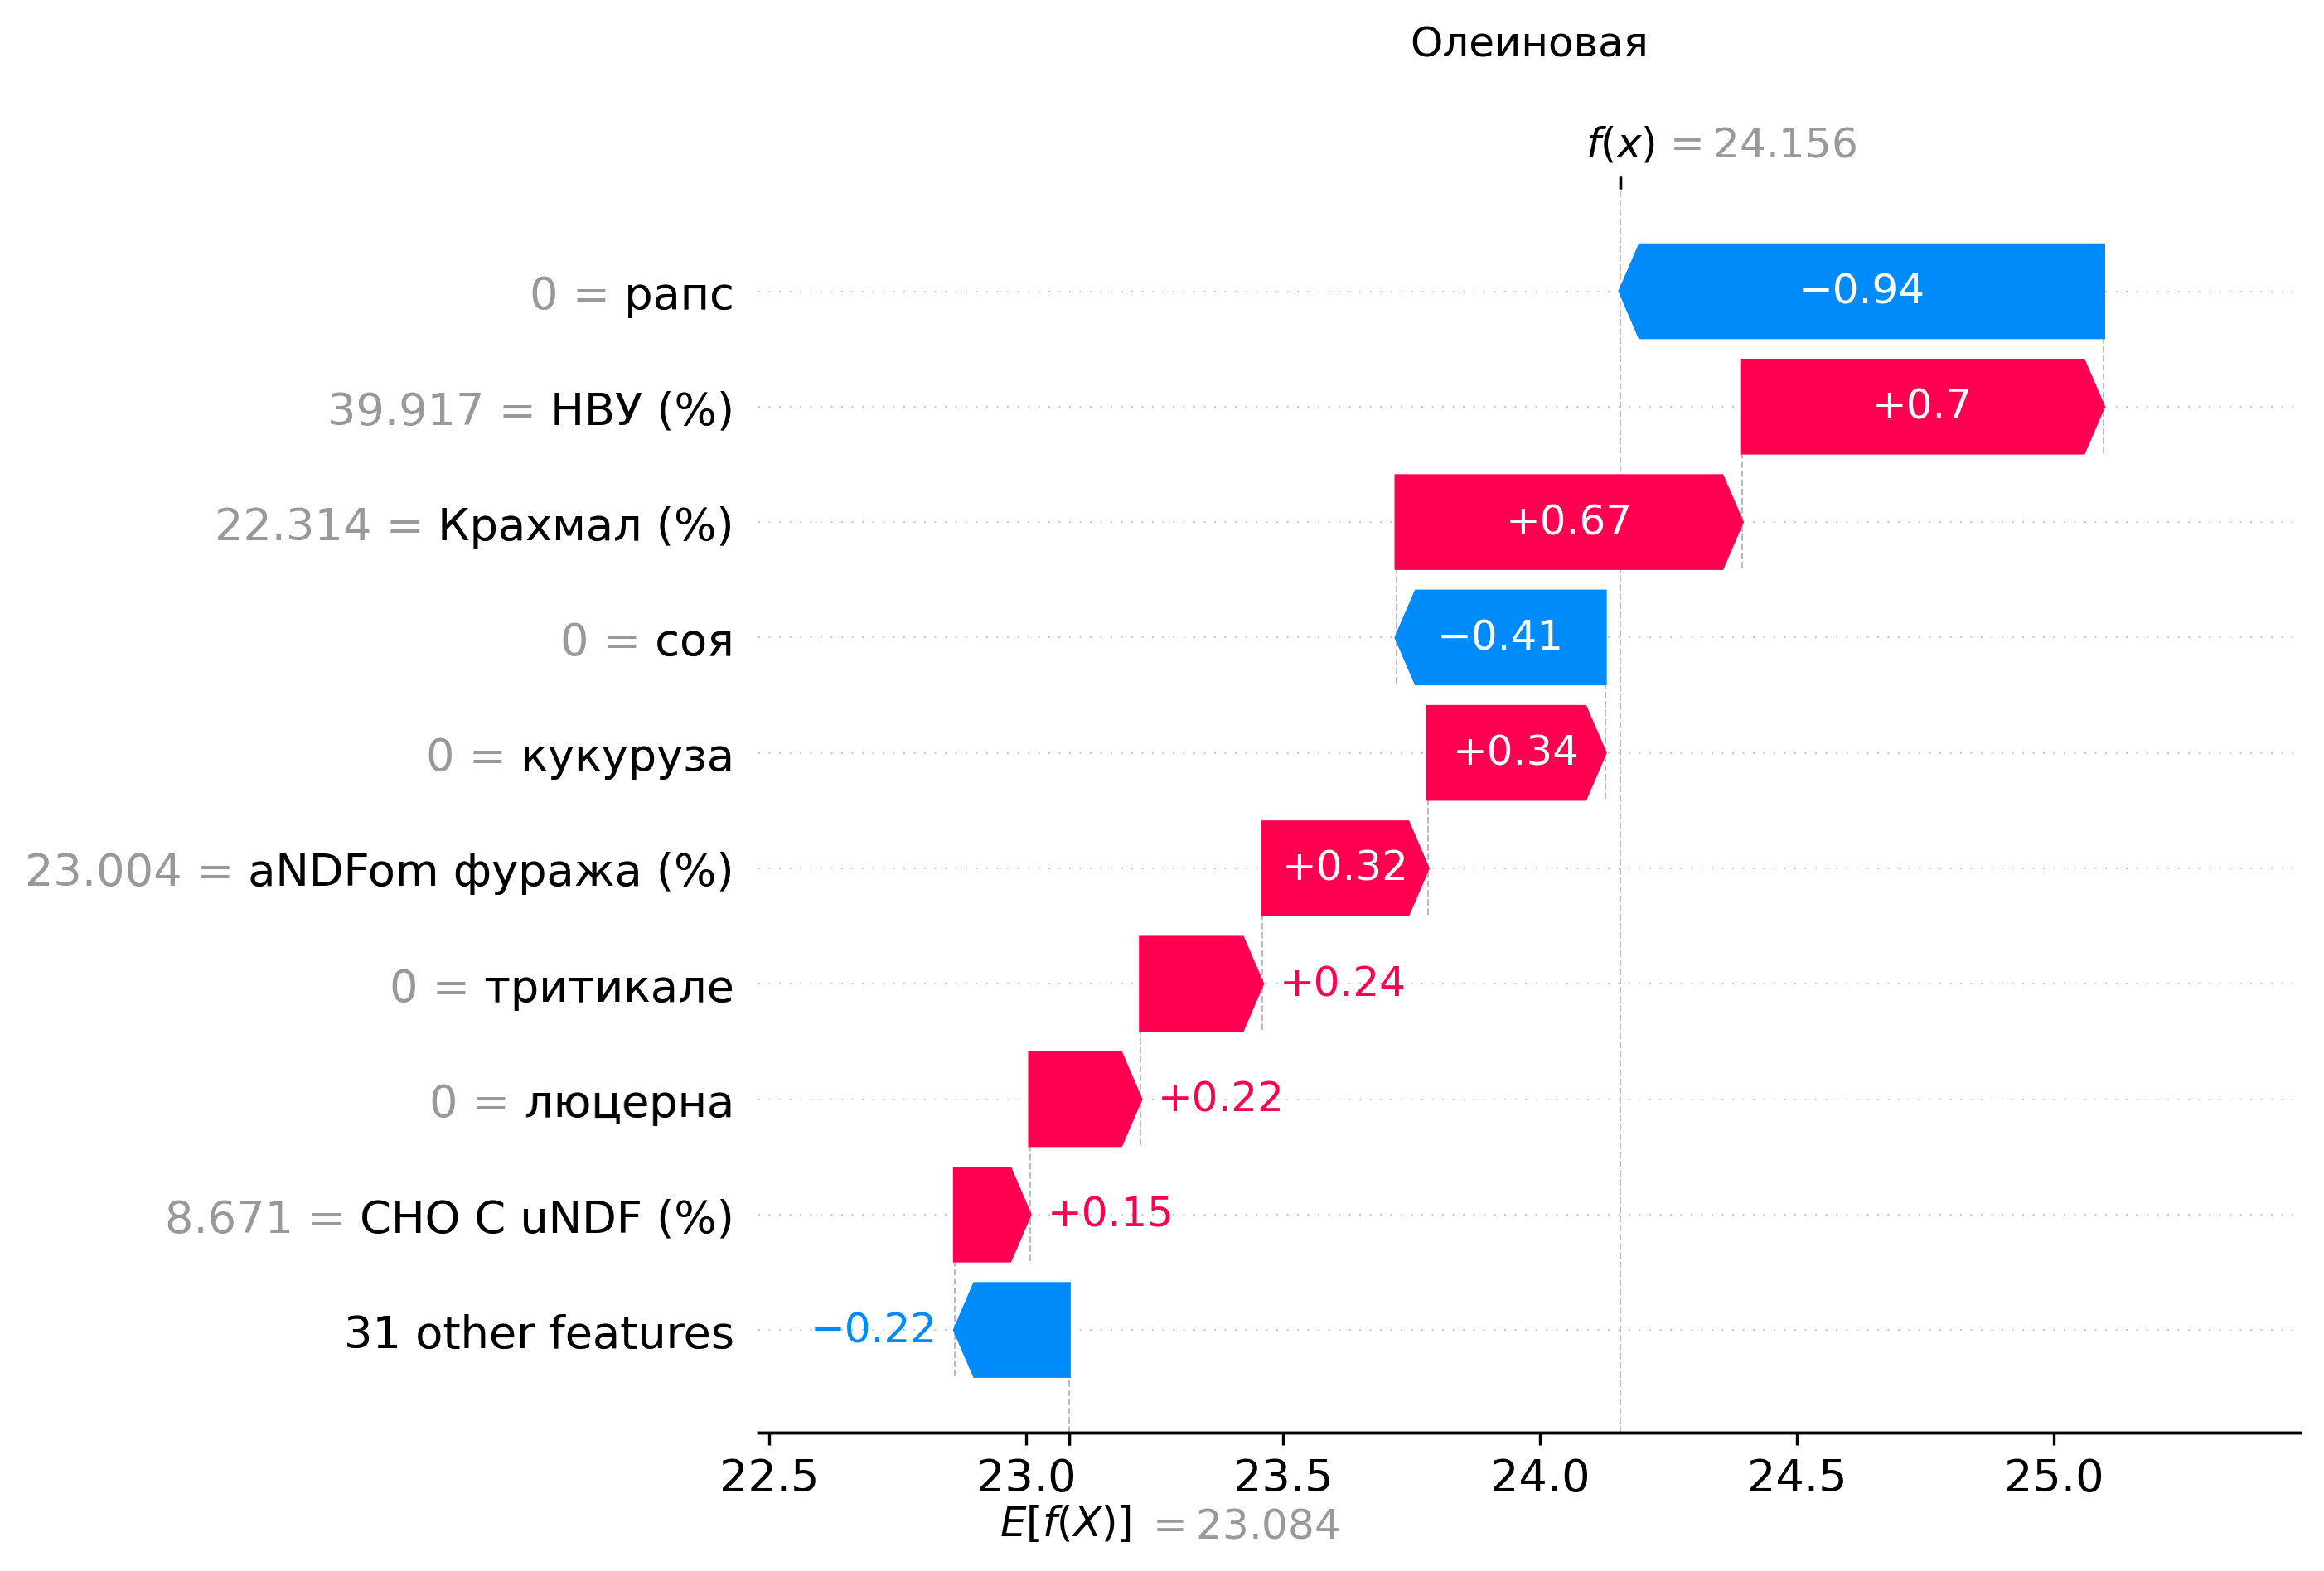 Олеиновая
f(x) = 24.156
0 = рапс
−0.94
39.917 = НВУ (%)
+0.7
22.314 = Крахмал (%)
+0.67
0 = соя
−0.41
0 = кукуруза
+0.34
23.004 = aNDFom фуража (%)
+0.32
0 = тритикале
+0.24
0 = люцерна
+0.22
8.671 = CHO C uNDF (%)
+0.15
31 other features
−0.22
22.5 23.0 23.5 24.0 24.5 25.0
E[f(X)] = 23.084